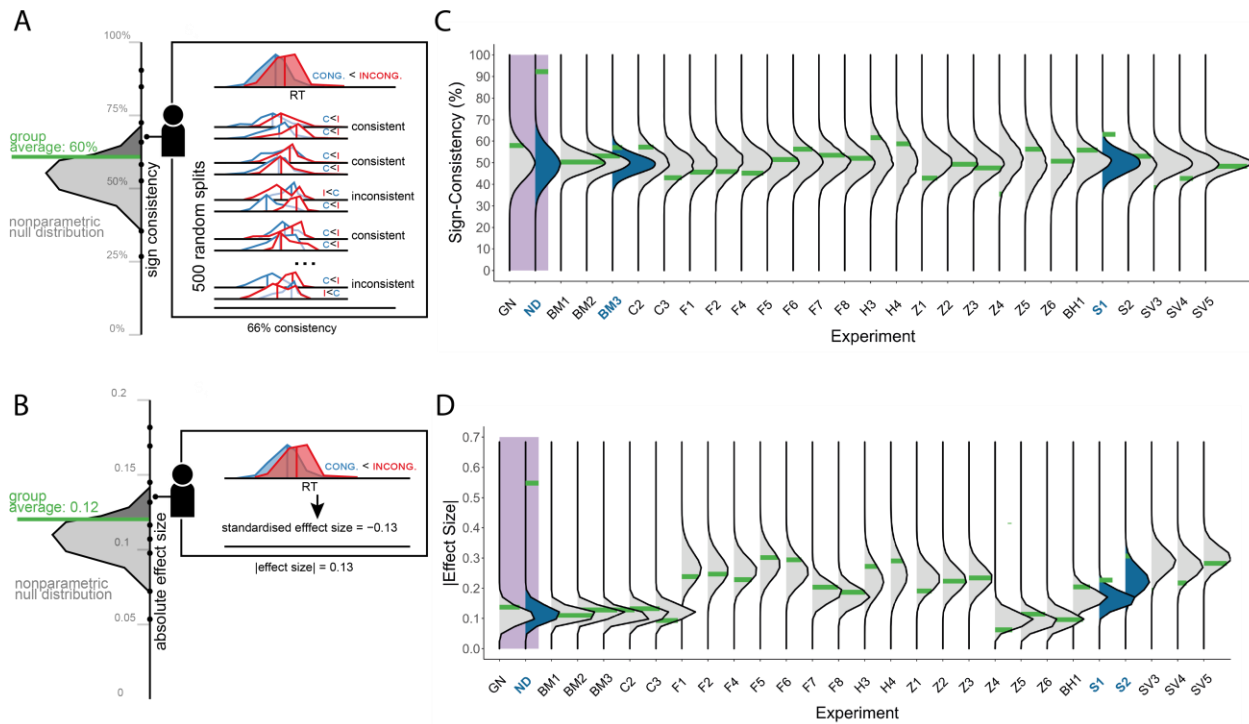 A
100%
75%
50%
25%
0%
group
average: 60%
nonparametric
null distribution
sign consistency
500 random splits
CONG. < INCONG.
RT
C<I
C<I
consistent
C<I
C<I
consistent
I<C
C<I
inconsistent
C<I
C<I
consistent
...
C<I
I<C
inconsistent
66% consistency
B
0.2
0.15
0.1
0.05
0
group
average: 0.12
nonparametric
null distribution
absolute effect size
CONG. < INCONG.
RT
standardised efffect size = −0.13
|effect size| = 0.13
C
Sign-Consistency (%)
100
90
80
70
60
50
40
30
20
10
0
GN ND BM1 BM2 BM3 C2 C3 F1 F2 F4 F5 F6 F7 F8 H3 H4 Z1 Z2 Z3 Z4 Z5 Z6 BH1 S1 S2 SV3 SV4 SV5
Experiment
D
|Effect Size|
0.7
0.6
0.5
0.4
0.3
0.2
0.1
0.0
GN ND BM1 BM2 BM3 C2 C3 F1 F2 F4 F5 F6 F7 F8 H3 H4 Z1 Z2 Z3 Z4 Z5 Z6 BH1 S1 S2 SV3 SV4 SV5
Experiment